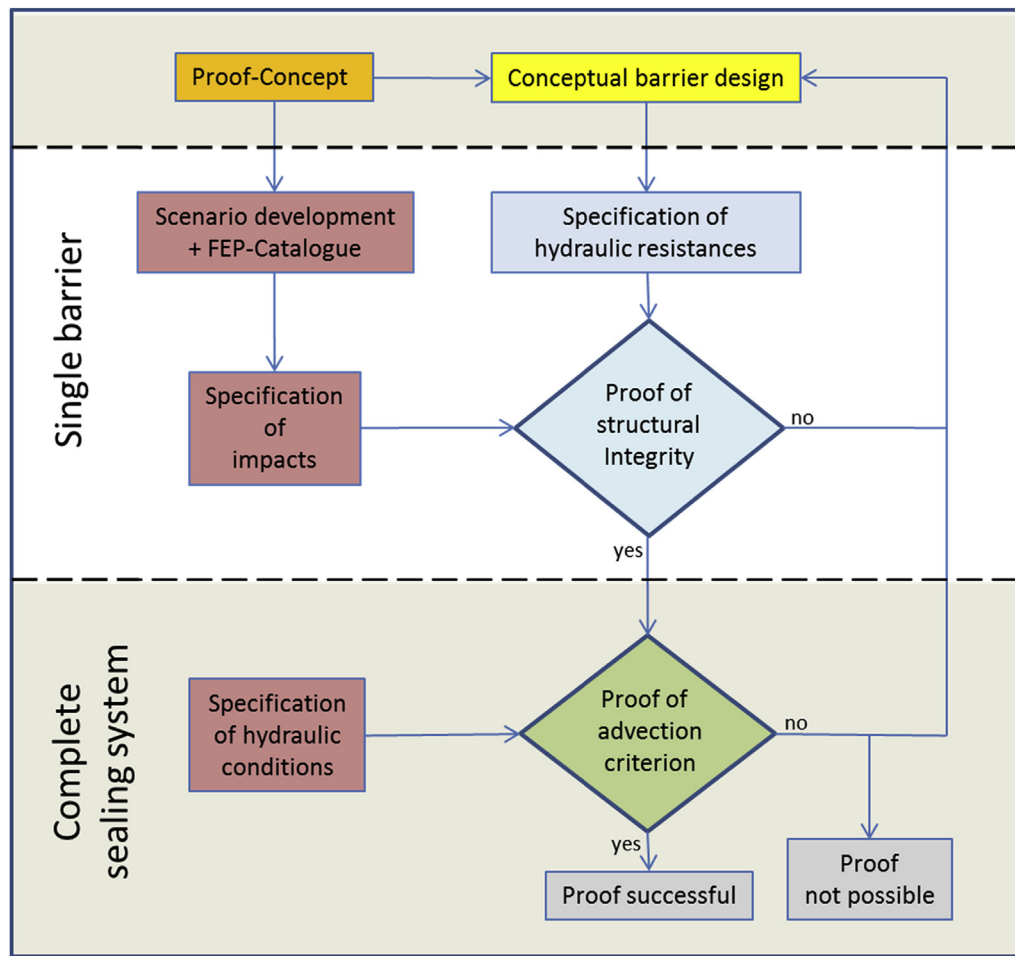 Proof-Concept
Conceptual barrier design
Single barrier
Scenario development
+ FEP-Catalogue
Specification of
hydraulic resistances
Specification
of
impacts
Proof of
structural
Integrity
no
yes
Complete
sealing system
Specification
of hydraulic
conditions
Proof of
advection
criterion
no
yes
Proof successful
Proof
not possible